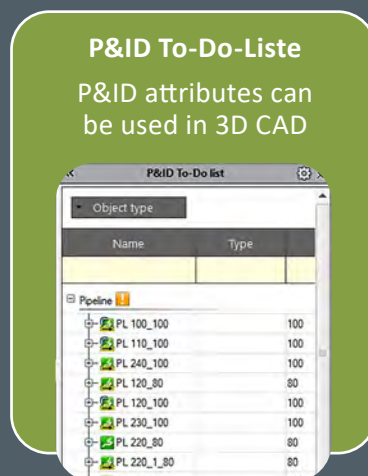 P&ID To-Do-Liste
P&ID attributes can
be used in 3D CAD
P&ID To-Do list
Object type
Name Type
Pipeline
PL 100_100 100
PL 110_100 100
PL 240_100 100
PL 120_80 80
PL 120_100 100
PL 230_100 100
PL 220_80 80
PL 220_1_80 80